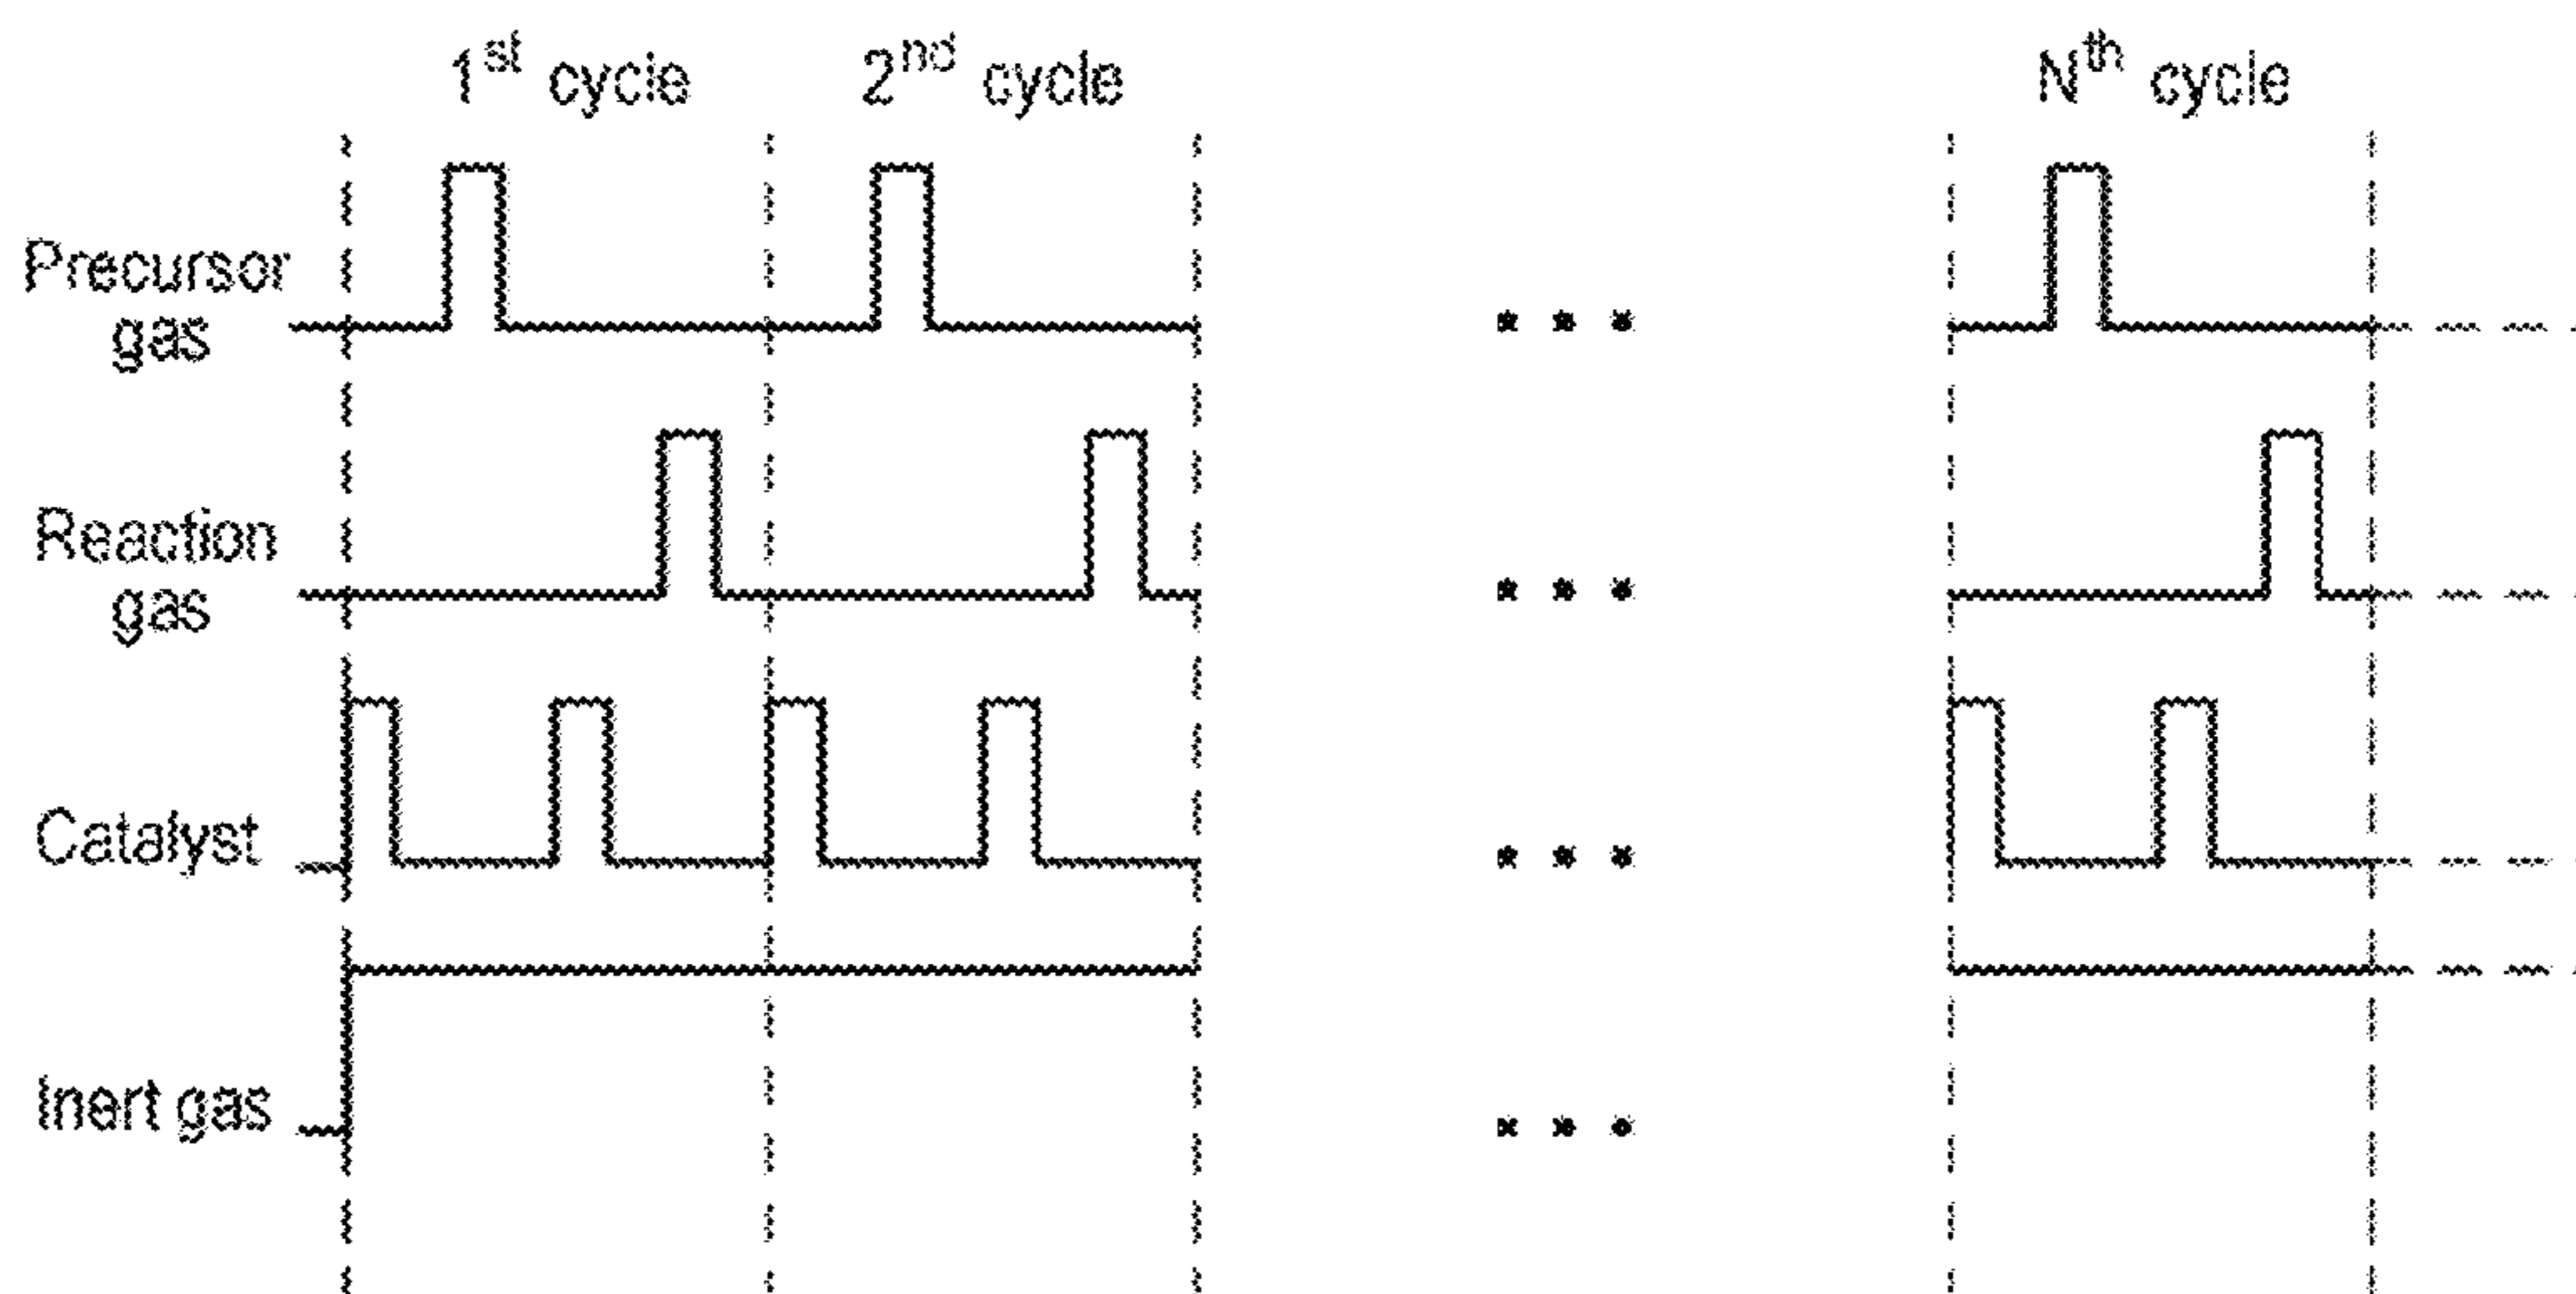 1st cycle
2nd cycle
Nth cycle
Precursor
gas
Reaction
gas
Catalyst
Inert gas